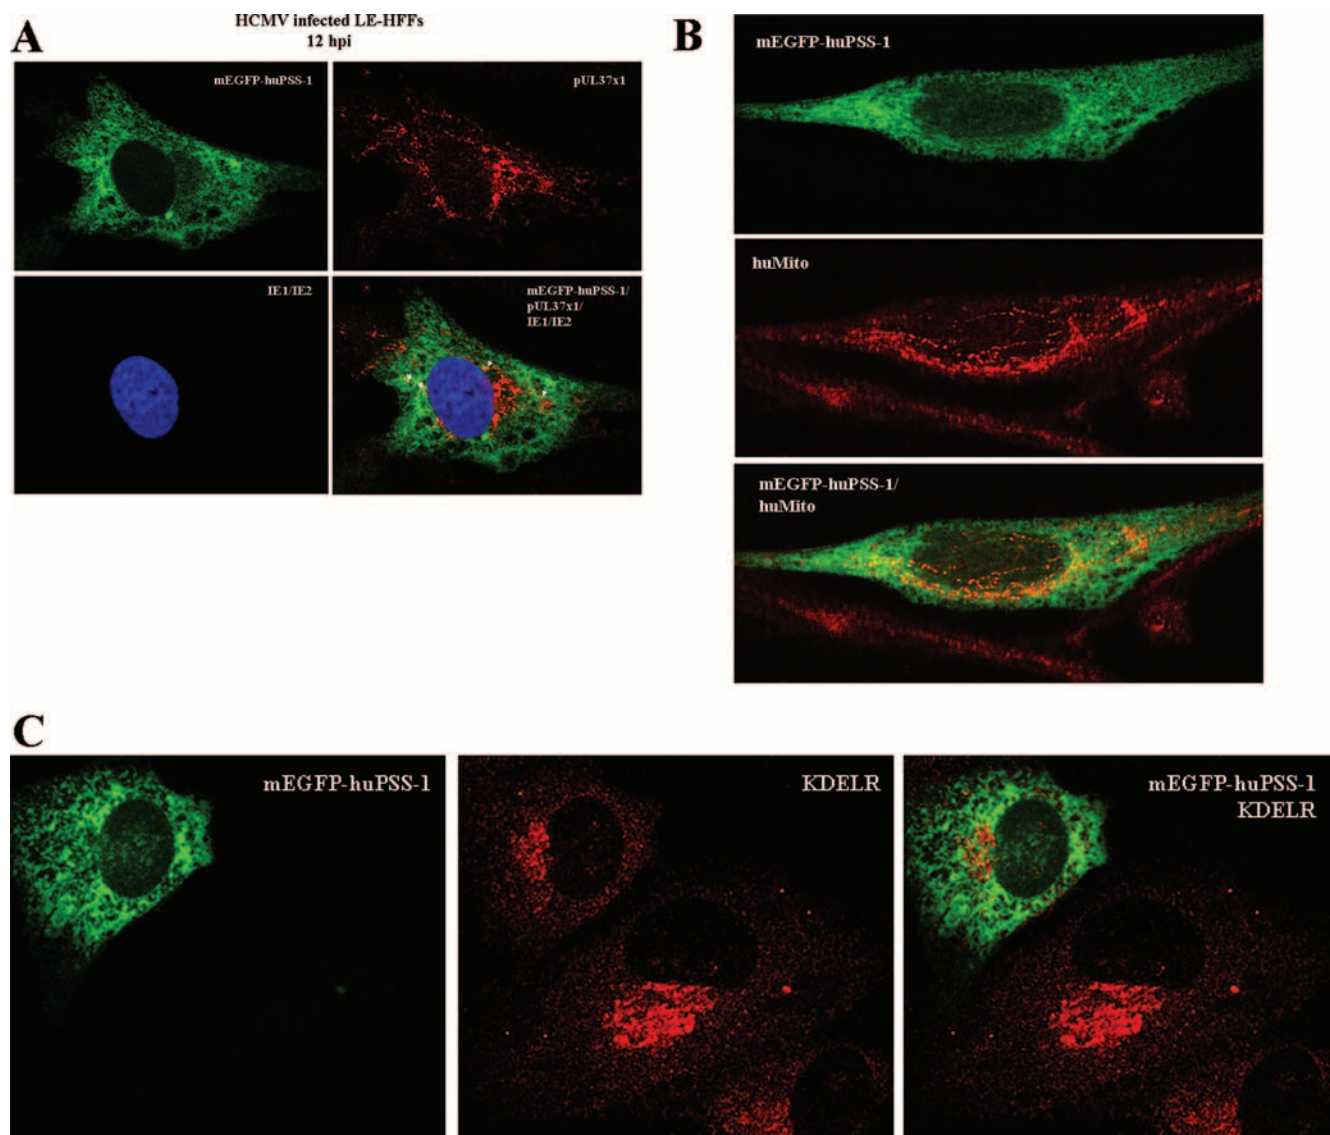 A
HCMV infected LE-HFFs
12 hpi
mEGFP-huPSS-1
pUL37x1
IE1/IE2
mEGFP-huPSS-1/
pUL37x1/
IE1/IE2
B
mEGFP-huPSS-1
huMito
mEGFP-huPSS-1/
huMito
C
mEGFP-huPSS-1
KDELR
mEGFP-huPSS-1
KDELR